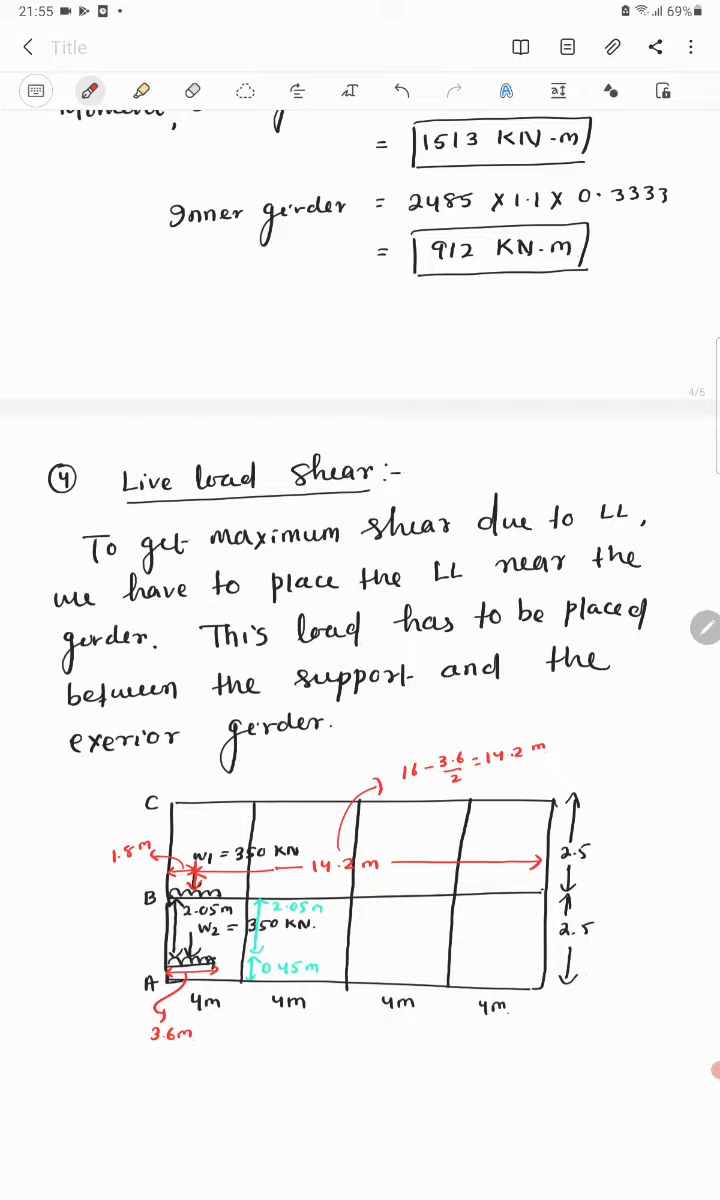 21:55
69%
Title
Moment,
= 1513 KN-m
Inner girder = 2485 X 1.1 X 0.3333
= 912 KN-m
4/5
④ Live load shear:-
To get maximum shear due to LL,
we have to place the LL near the
gerder. This load has to be placed
between the support and the
exerior girder.
16 - 3.6/2 = 14.2 m
C
1.8m
W1 = 350 KN
14.2 m
2.5
B
2.05m
2.05m
W2 = 350 KN.
2.5
0.45m
A
4m 4m 4m 4m.
3.6m